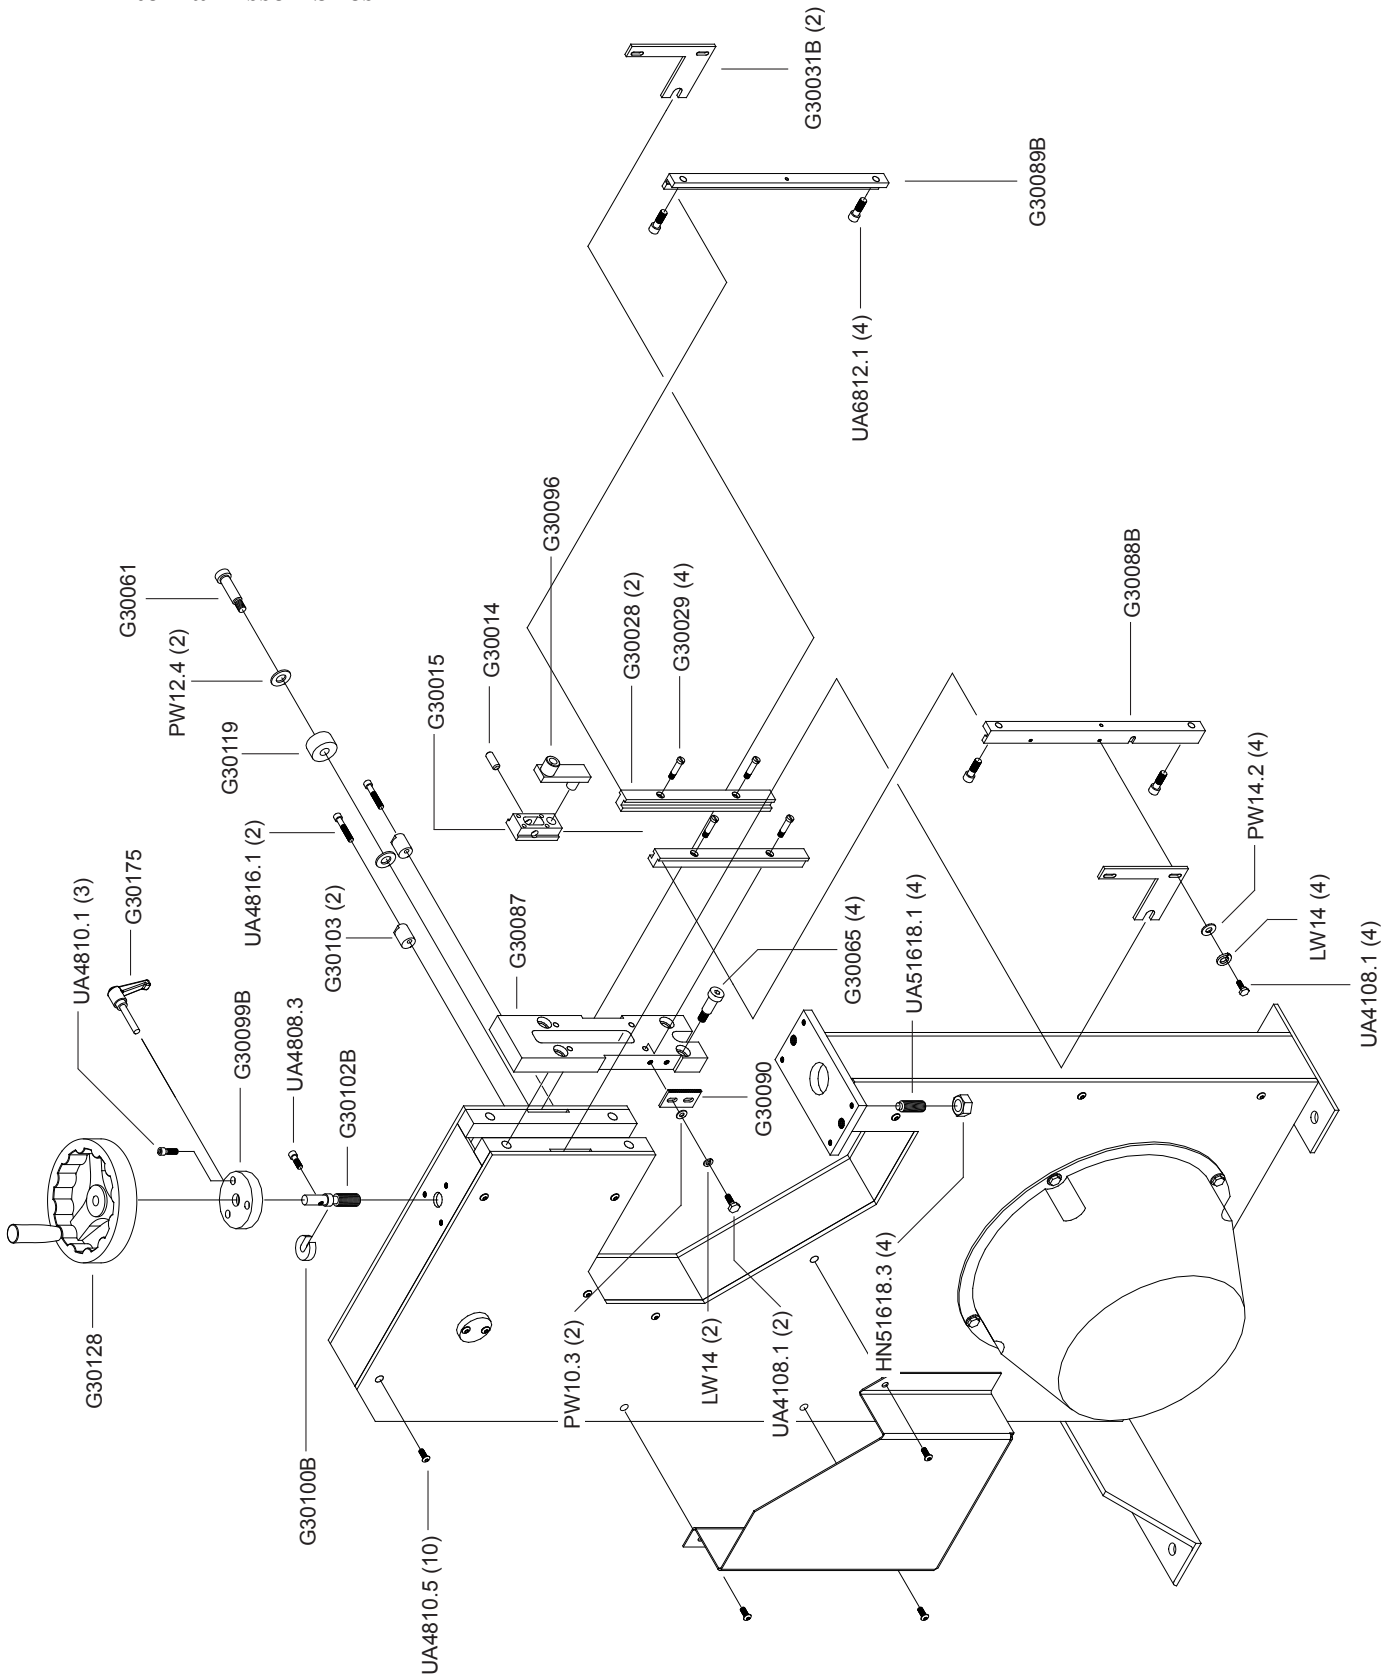 G30031B (2)
G30089B
UA6812.1 (4)
G30096
G30061
PW12.4 (2)
G30014
G30028 (2)
G30029 (4)
G30088B
G30015
G30119
PW14.2 (4)
UA4816.1 (2)
G30175
UA4810.1 (3)
G30103 (2)
G30087
G30065 (4)
UA51618.1 (4)
LW14 (4)
UA4108.1 (4)
G30099B
UA4808.3
G30102B
G30090
G30128
HN51618.3 (4)
PW10.3 (2)
LW14 (2)
UA4108.1 (2)
G30100B
UA4810.5 (10)